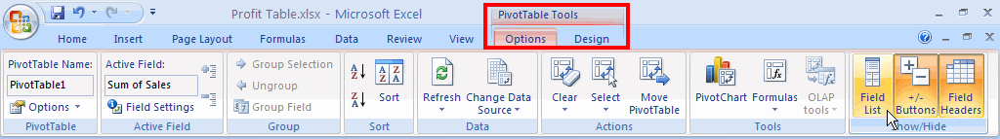 Profit Table.xlsx - Microsoft Excel
PivotTable Tools
Home Insert Page Layout Formulas Data Review View Options Design
PivotTable Name:
PivotTable1
Options
PivotTable
Active Field:
Sum of Sales
Field Settings
Active Field
Group Selection
Ungroup
Group Field
Group
Sort
Sort
Refresh
Change Data
Source
Data
Clear
Select
Move
PivotTable
Actions
PivotChart
Formulas
OLAP
tools
Tools
Field
List
+/-
Buttons
Field
Headers
Show/Hide